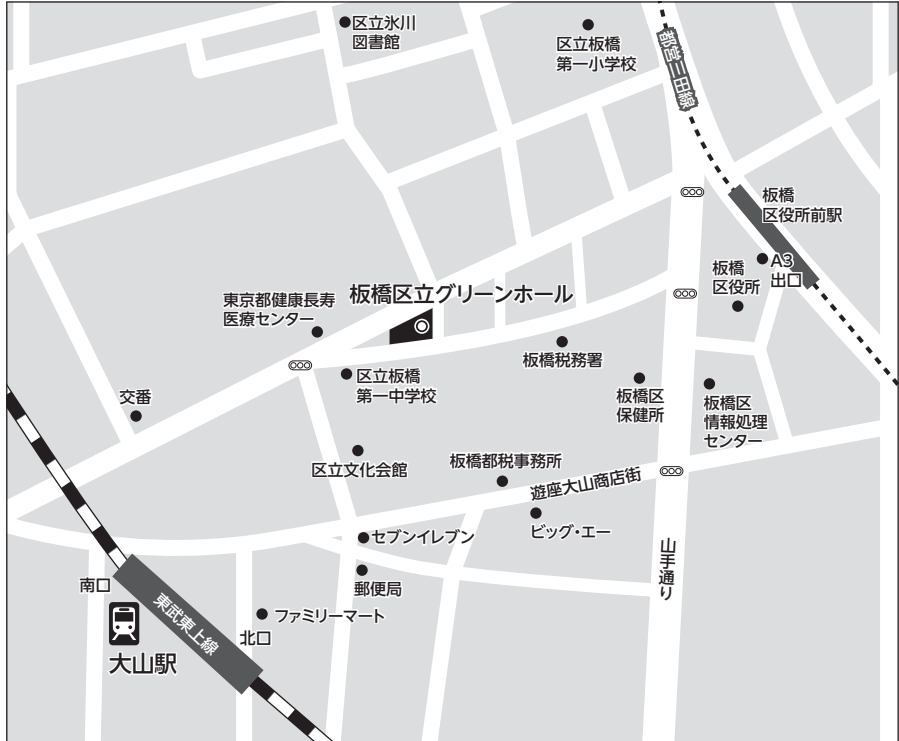 区立氷川
図書館
区立板橋
第一小学校
都営三田線
板橋
区役所前駅
A3
出口
板橋
区役所
板橋区立グリーンホール
東京都健康長寿
医療センター
板橋税務署
区立板橋
第一中学校
板橋区
保健所
板橋区
情報処理
センター
交番
区立文化会館
板橋都税事務所
遊座大山商店街
ビッグ・エー
セブンイレブン
山手通り
郵便局
南口
東武東上線
ファミリーマート
北口
大山駅